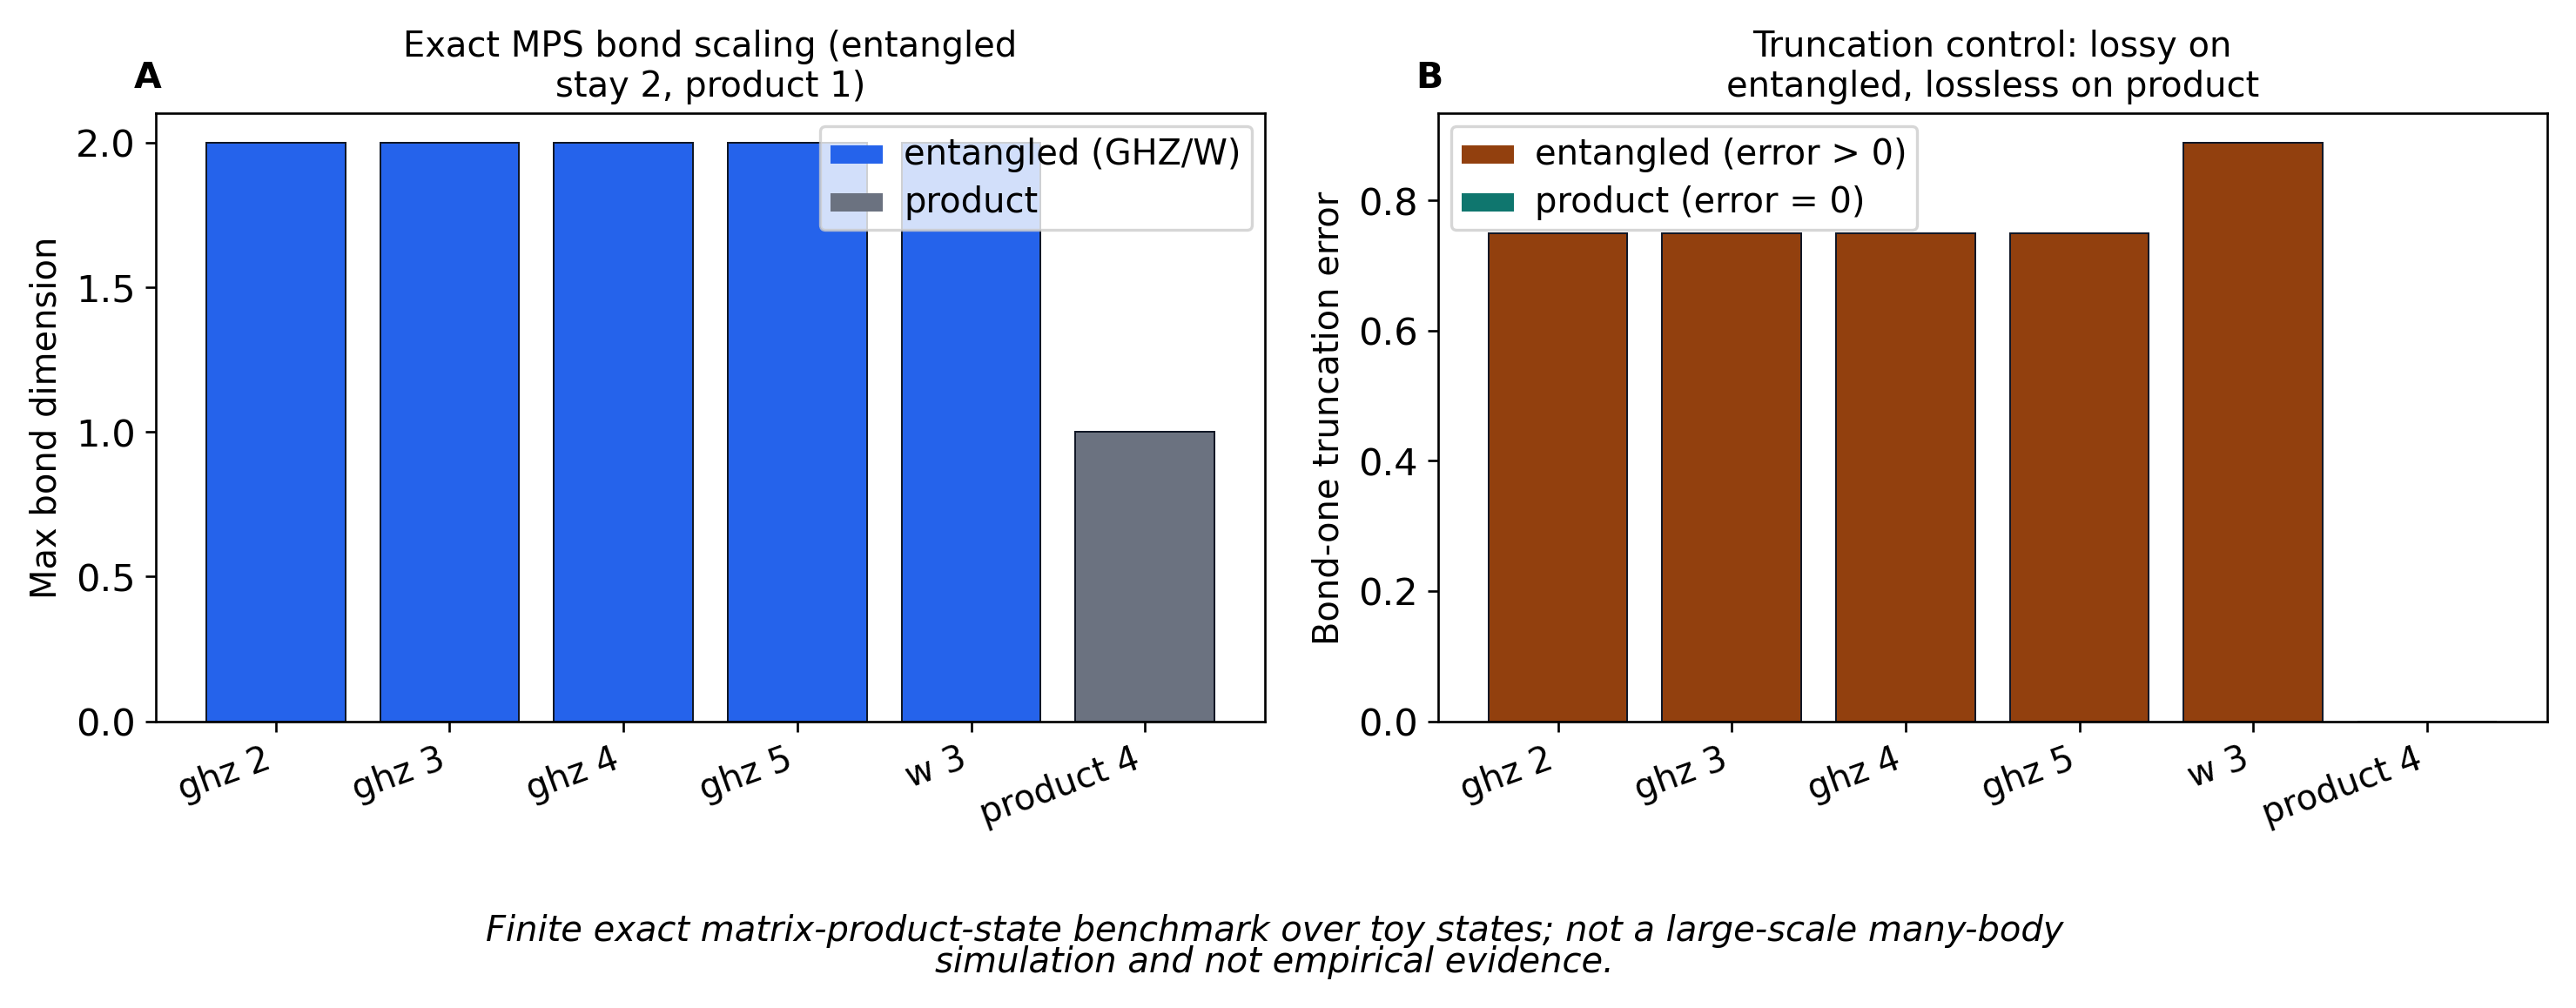 A
Exact MPS bond scaling (entangled
stay 2, product 1)
Max bond dimension
2.0
1.5
1.0
0.5
0.0
entangled (GHZ/W)
product
ghz 2
ghz 3
ghz 4
ghz 5
w 3
product 4
B
Truncation control: lossy on
entangled, lossless on product
Bond-one truncation error
0.8
0.6
0.4
0.2
0.0
entangled (error > 0)
product (error = 0)
ghz 2
ghz 3
ghz 4
ghz 5
w 3
product 4
Finite exact matrix-product-state benchmark over toy states; not a large-scale many-body
simulation and not empirical evidence.